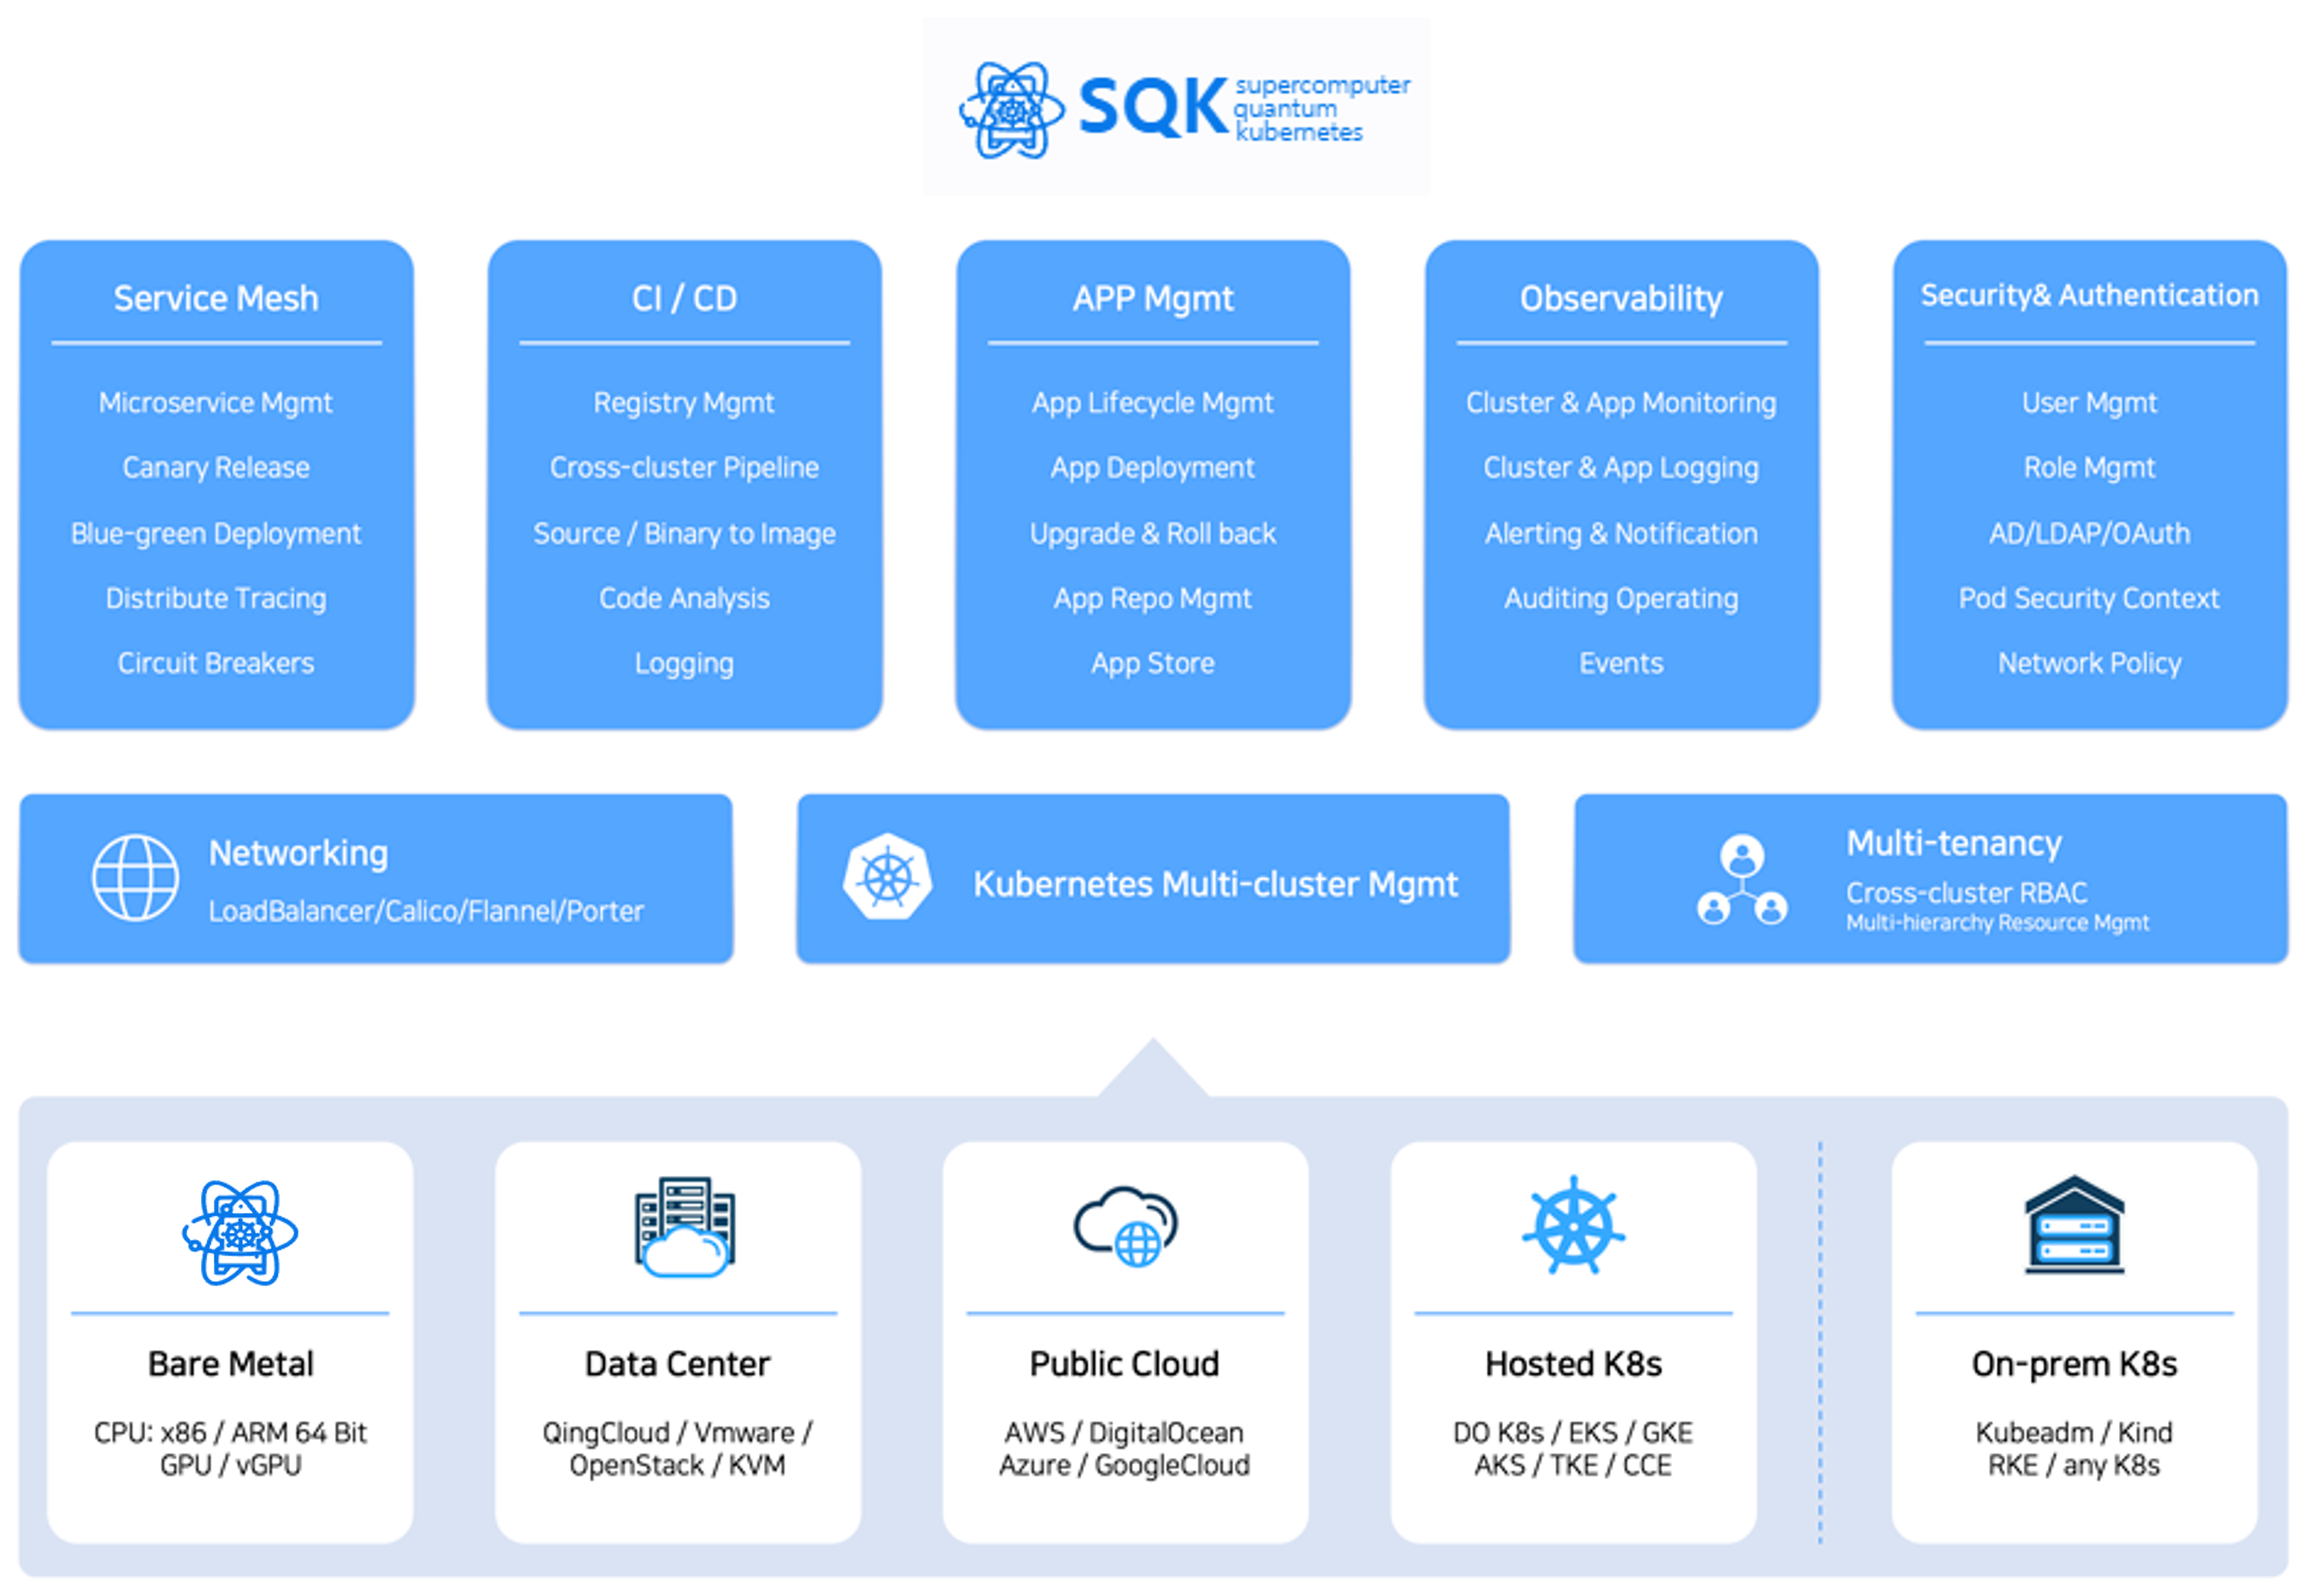 SQK
supercomputer
quantum
kubernetes
Service Mesh
Microservice Mgmt
Canary Release
Blue-green Deployment
Distribute Tracing
Circuit Breakers
CI / CD
Registry Mgmt
Cross-cluster Pipeline
Source / Binary to Image
Code Analysis
Logging
APP Mgmt
App Lifecycle Mgmt
App Deployment
Upgrade & Roll back
App Repo Mgmt
App Store
Observability
Cluster & App Monitoring
Cluster & App Logging
Alerting & Notification
Auditing Operating
Events
Security& Authentication
User Mgmt
Role Mgmt
AD/LDAP/OAuth
Pod Security Context
Network Policy
Networking
LoadBalancer/Calico/Flannel/Porter
Kubernetes Multi-cluster Mgmt
Multi-tenancy
Cross-cluster RBAC
Multi-hierarchy Resource Mgmt
Bare Metal
CPU: x86 / ARM 64 Bit
GPU / vGPU
Data Center
QingCloud / Vmware /
OpenStack / KVM
Public Cloud
AWS / DigitalOcean
Azure / GoogleCloud
Hosted K8s
DO K8s / EKS / GKE
AKS / TKE / CCE
On-prem K8s
Kubeadm / Kind
RKE / any K8s